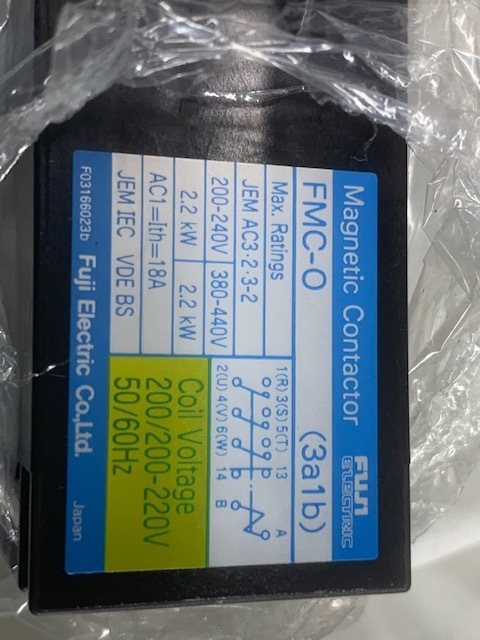 Magnetic Contactor FUJI ELECTRIC
FMC-0 (3a1b)
Max. Ratings
JEM AC3·2·3-2
200-240V 380-440V
2.2 kW 2.2 kW
AC1=Ith=18A
JEM IEC VDE BS
1(R) 3(S) 5(T) 13 A
2(U) 4(V) 6(W) 14 B
Coil Voltage
200/200-220V
50/60Hz
F03166023b Fuji Electric Co.,Ltd. Japan